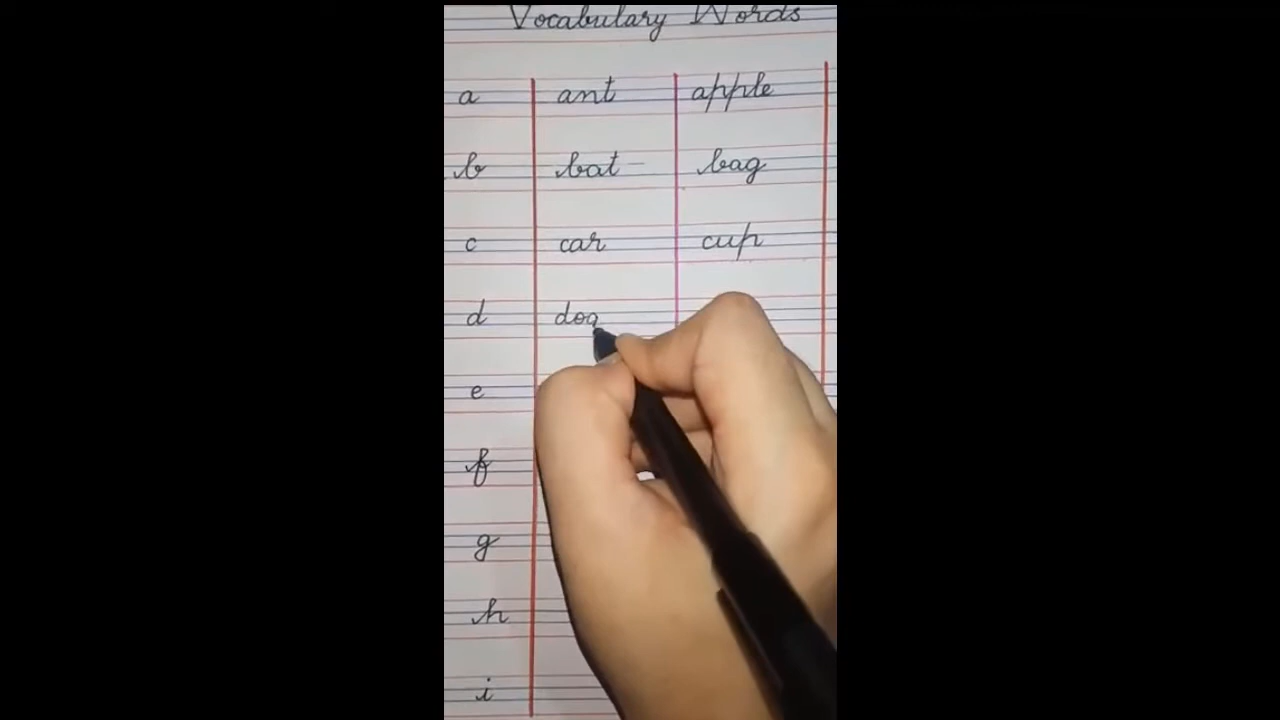 Vocabulary Words
a ant apple
b bat bag
c car cup
d dog
e
f
g
h
i